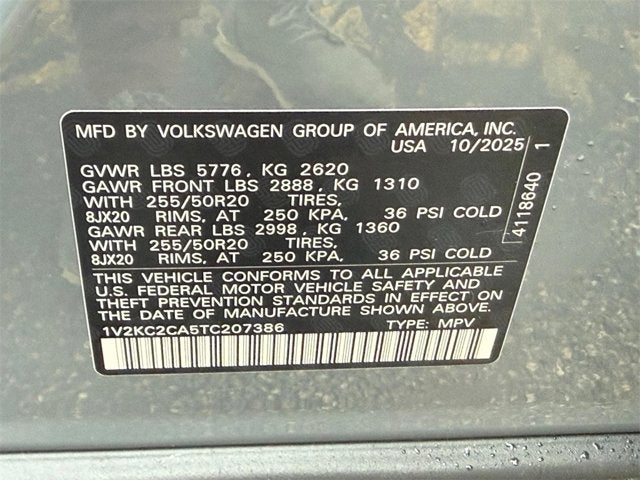 MFD BY VOLKSWAGEN GROUP OF AMERICA, INC.
USA 10/2025
GVWR LBS 5776, KG 2620
GAWR FRONT LBS 2888, KG 1310
WITH 255/50R20 TIRES,
8JX20 RIMS, AT 250 KPA, 36 PSI COLD
GAWR REAR LBS 2998, KG 1360
WITH 255/50R20 TIRES,
8JX20 RIMS, AT 250 KPA, 36 PSI COLD
THIS VEHICLE CONFORMS TO ALL APPLICABLE
U.S. FEDERAL MOTOR VEHICLE SAFETY AND
THEFT PREVENTION STANDARDS IN EFFECT ON
THE DATE OF MANUFACTURE SHOWN ABOVE.
1V2KC2CA5TC207386 TYPE: MPV
4118640 1